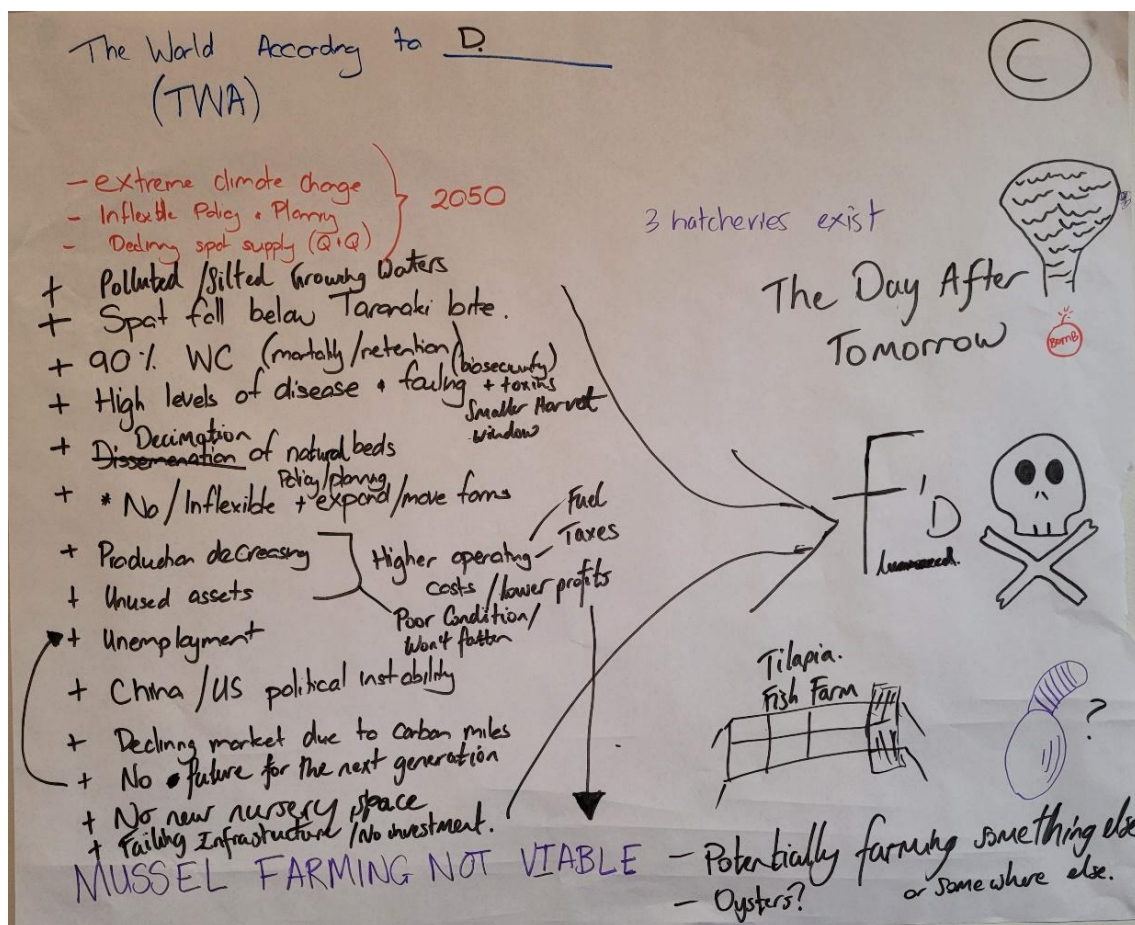 The World According to D.
(TWA)
C
- extreme climate change
- Inflexible Policy + Planning
- Declining spat supply (Q+Q)
2050
3 hatcheries exist
The Day After
Tomorrow
BOMB
+ Polluted / Silted Growing Waters
+ Spat fall below Taranaki bite.
+ 90% WC (mortally/retention)
(biosecurity)
+ High levels of disease + fouling + toxins
Smaller Harvest
window
Decimation
+ Dissemenation of natural beds
Policy/planning
+ * No / Inflexible + expand/move farms
+ Production decreasing
+ Unused assets
Higher operating
costs / lower profits
Fuel
Taxes
Poor Condition/
Won't fatten
+ Unemployment
+ China / US political instability
+ Declining market due to carbon miles
+ No future for the next generation
+ No new nursery space
+ Failing Infrastructure / No investment.
MUSSEL FARMING NOT VIABLE
F'D
Tilapia.
Fish Farm
?
- Potentially farming something else
or somewhere else.
- Oysters?